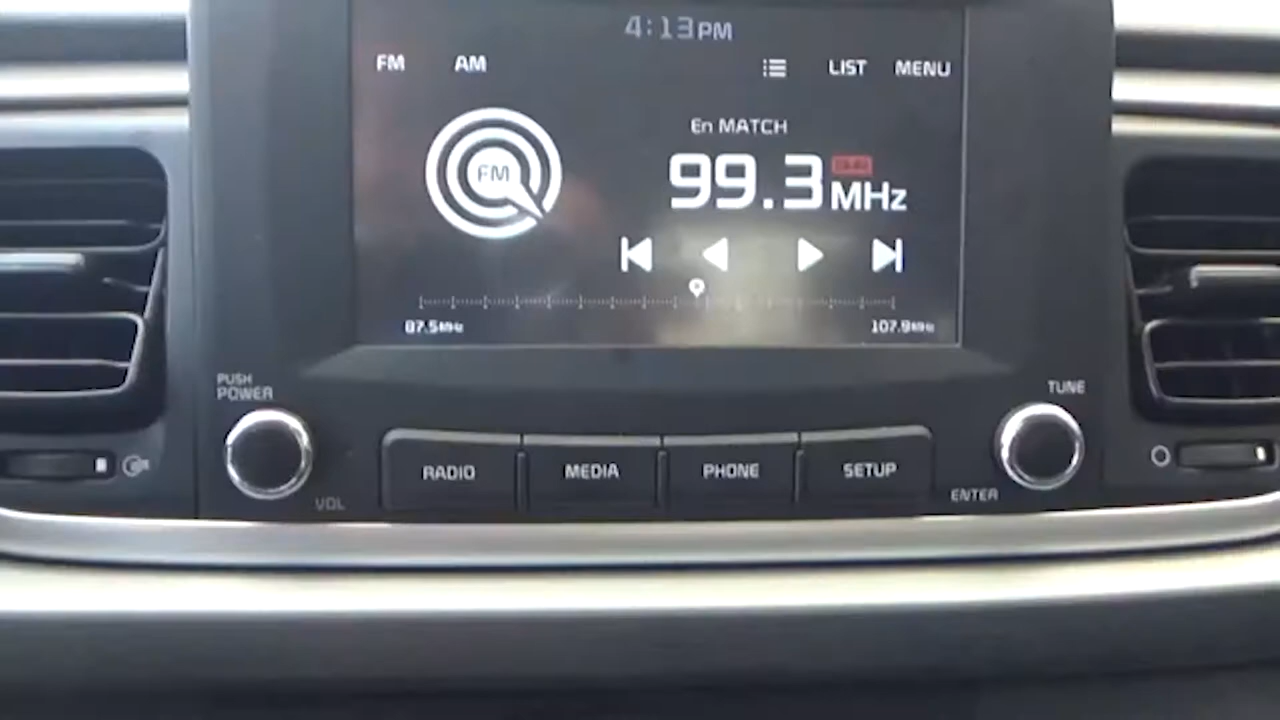 4:13PM
FM AM LIST MENU
En MATCH
FM
99.3 MHz
87.5MHz 107.9MHz
PUSH
POWER
TUNE
RADIO MEDIA PHONE SETUP
VOL
ENTER